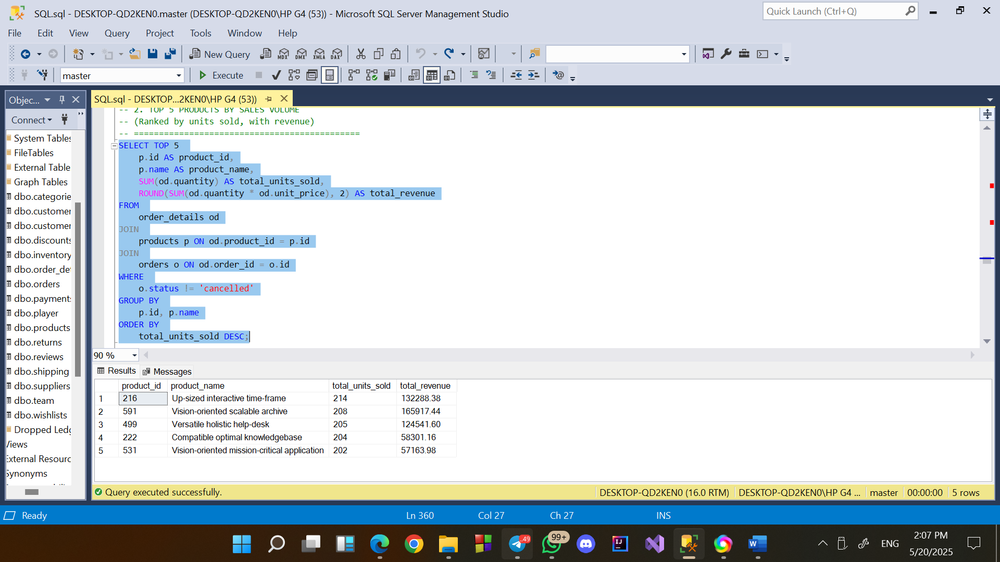 SQL.sql - DESKTOP-QD2KEN0.master (DESKTOP-QD2KEN0\HP G4 (53)) - Microsoft SQL Server Management Studio
Quick Launch (Ctrl+Q)
File Edit View Query Project Tools Window Help
New Query MDX DMX XMLA DAX
master Execute
Objec...
SQL.sql - DESKTOP...2KEN0\HP G4 (53))
Connect
System Tables
FileTables
External Table
Graph Tables
dbo.categorie
dbo.customer
dbo.customer
dbo.discounts
dbo.inventory
dbo.order_det
dbo.orders
dbo.payments
dbo.player
dbo.products
dbo.returns
dbo.reviews
dbo.shipping
dbo.suppliers
dbo.team
dbo.wishlists
Dropped Ledg
Views
External Resourc
Synonyms
-- 2. TOP 5 PRODUCTS BY SALES VOLUME
-- (Ranked by units sold, with revenue)
-- =============================================
SELECT TOP 5
p.id AS product_id,
p.name AS product_name,
SUM(od.quantity) AS total_units_sold,
ROUND(SUM(od.quantity * od.unit_price), 2) AS total_revenue
FROM
order_details od
JOIN
products p ON od.product_id = p.id
JOIN
orders o ON od.order_id = o.id
WHERE
o.status != 'cancelled'
GROUP BY
p.id, p.name
ORDER BY
total_units_sold DESC;
90 %
Results Messages
product_id product_name total_units_sold total_revenue
1 216 Up-sized interactive time-frame 214 132288.38
2 591 Vision-oriented scalable archive 208 165917.44
3 499 Versatile holistic help-desk 205 124541.60
4 222 Compatible optimal knowledgebase 204 58301.16
5 531 Vision-oriented mission-critical application 202 57163.98
Query executed successfully.
DESKTOP-QD2KEN0 (16.0 RTM) DESKTOP-QD2KEN0\HP G4 ... master 00:00:00 5 rows
Ready Ln 360 Col 27 Ch 27 INS
..49 99+ IJ W ENG 2:07 PM
5/20/2025